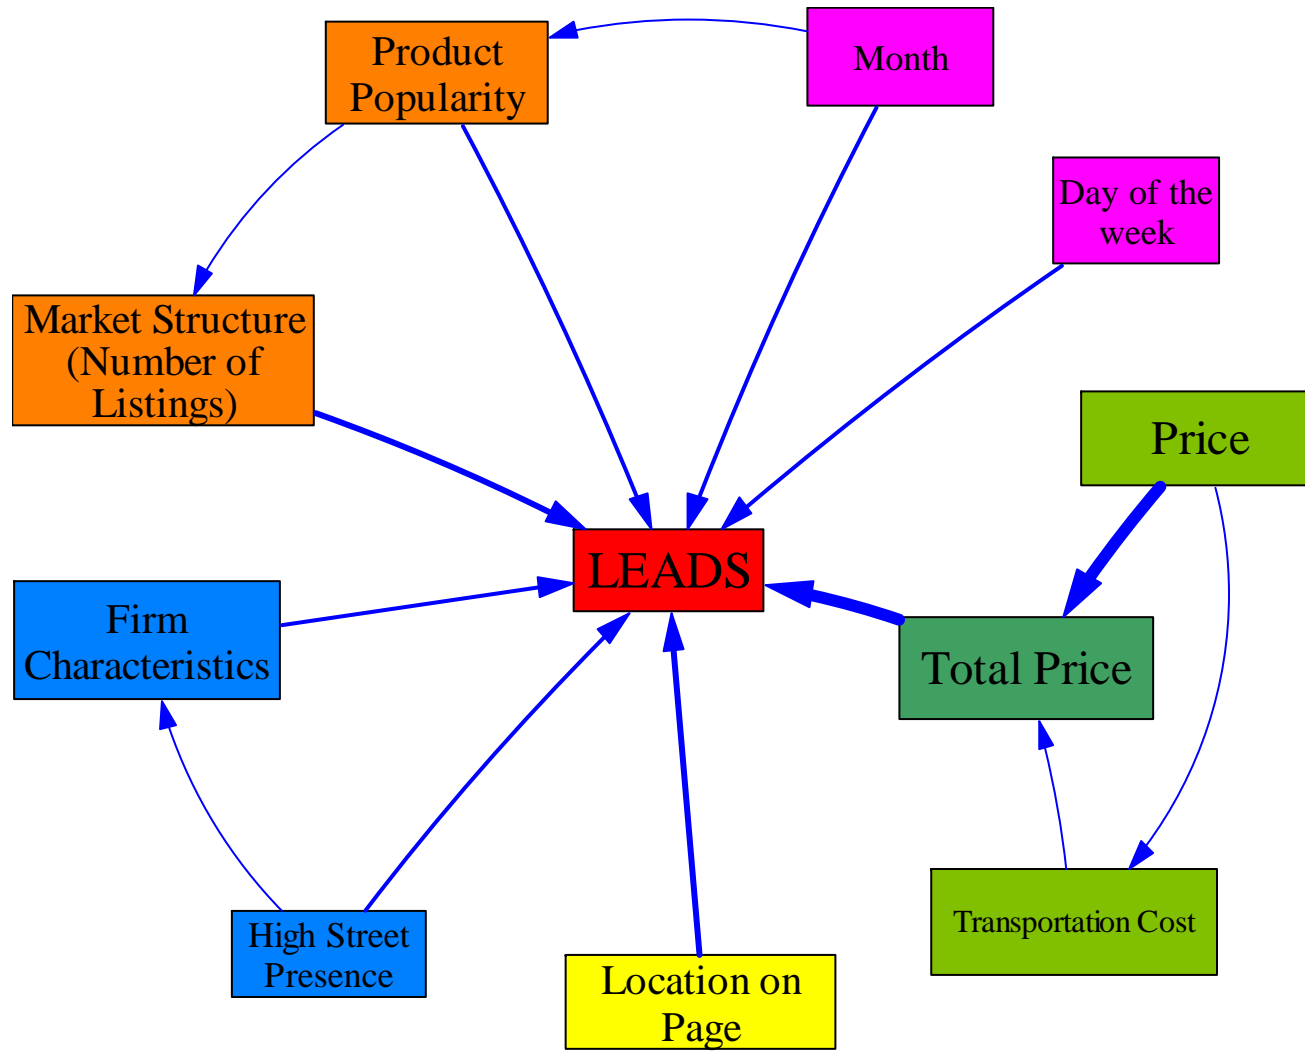 Product
Popularity
Month
Day of the
week
Market Structure
(Number of
Listings)
Price
LEADS
Firm
Characteristics
Total Price
High Street
Presence
Transportation Cost
Location on
Page